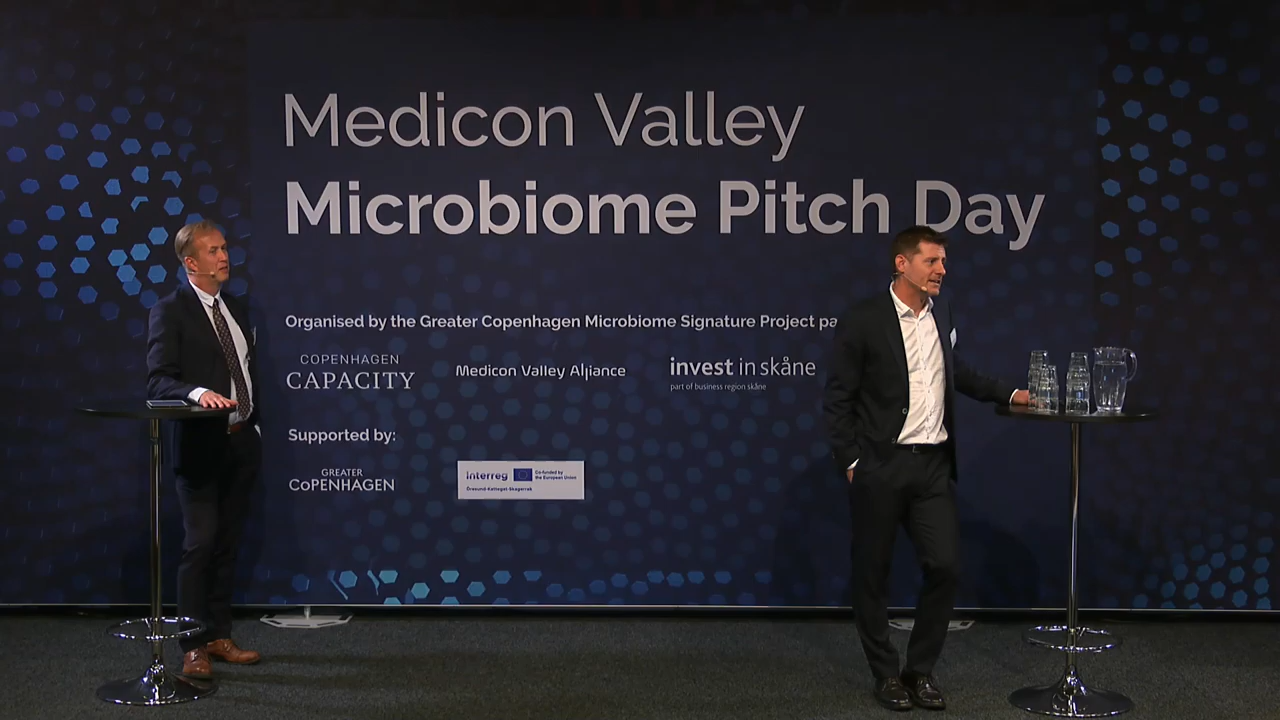 Medicon Valley
Microbiome Pitch Day
Organised by the Greater Copenhagen Microbiome Signature Project pa
COPENHAGEN
CAPACITY
Medicon Valley Alliance
invest in skåne
part of business region skåne
Supported by:
GREATER
COPENHAGEN
interreg
Co-funded by
the European Union
Öresund-Kattegat-Skagerrak